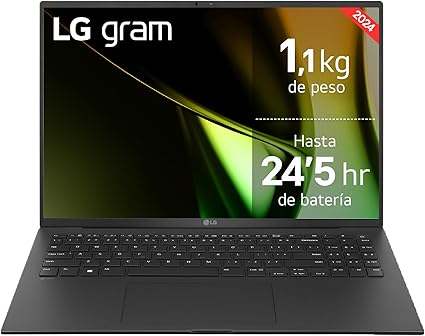 LG gram
2024
1,1kg
de peso
Hasta
24'5 hr
de batería
LG